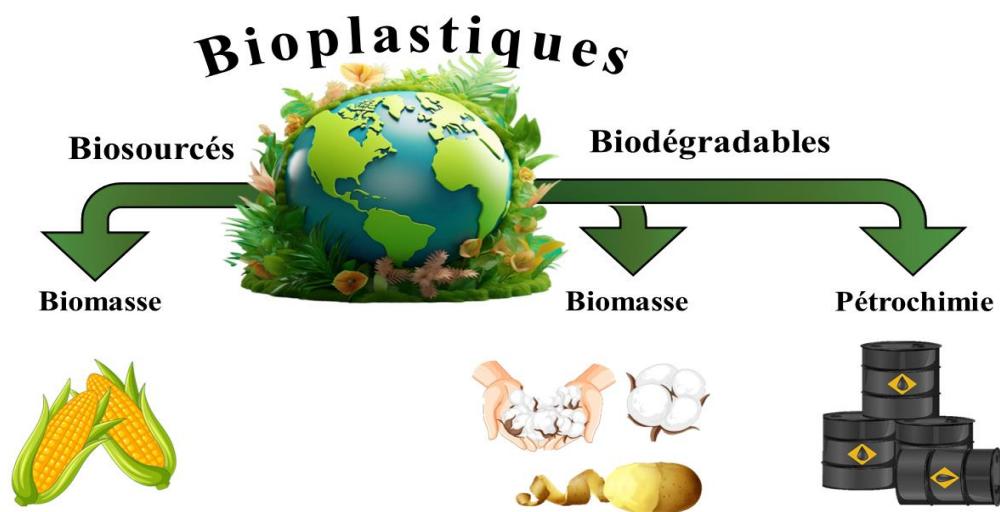 Bioplastiques
Biosourcés
Biodégradables
Biomasse
Biomasse
Pétrochimie